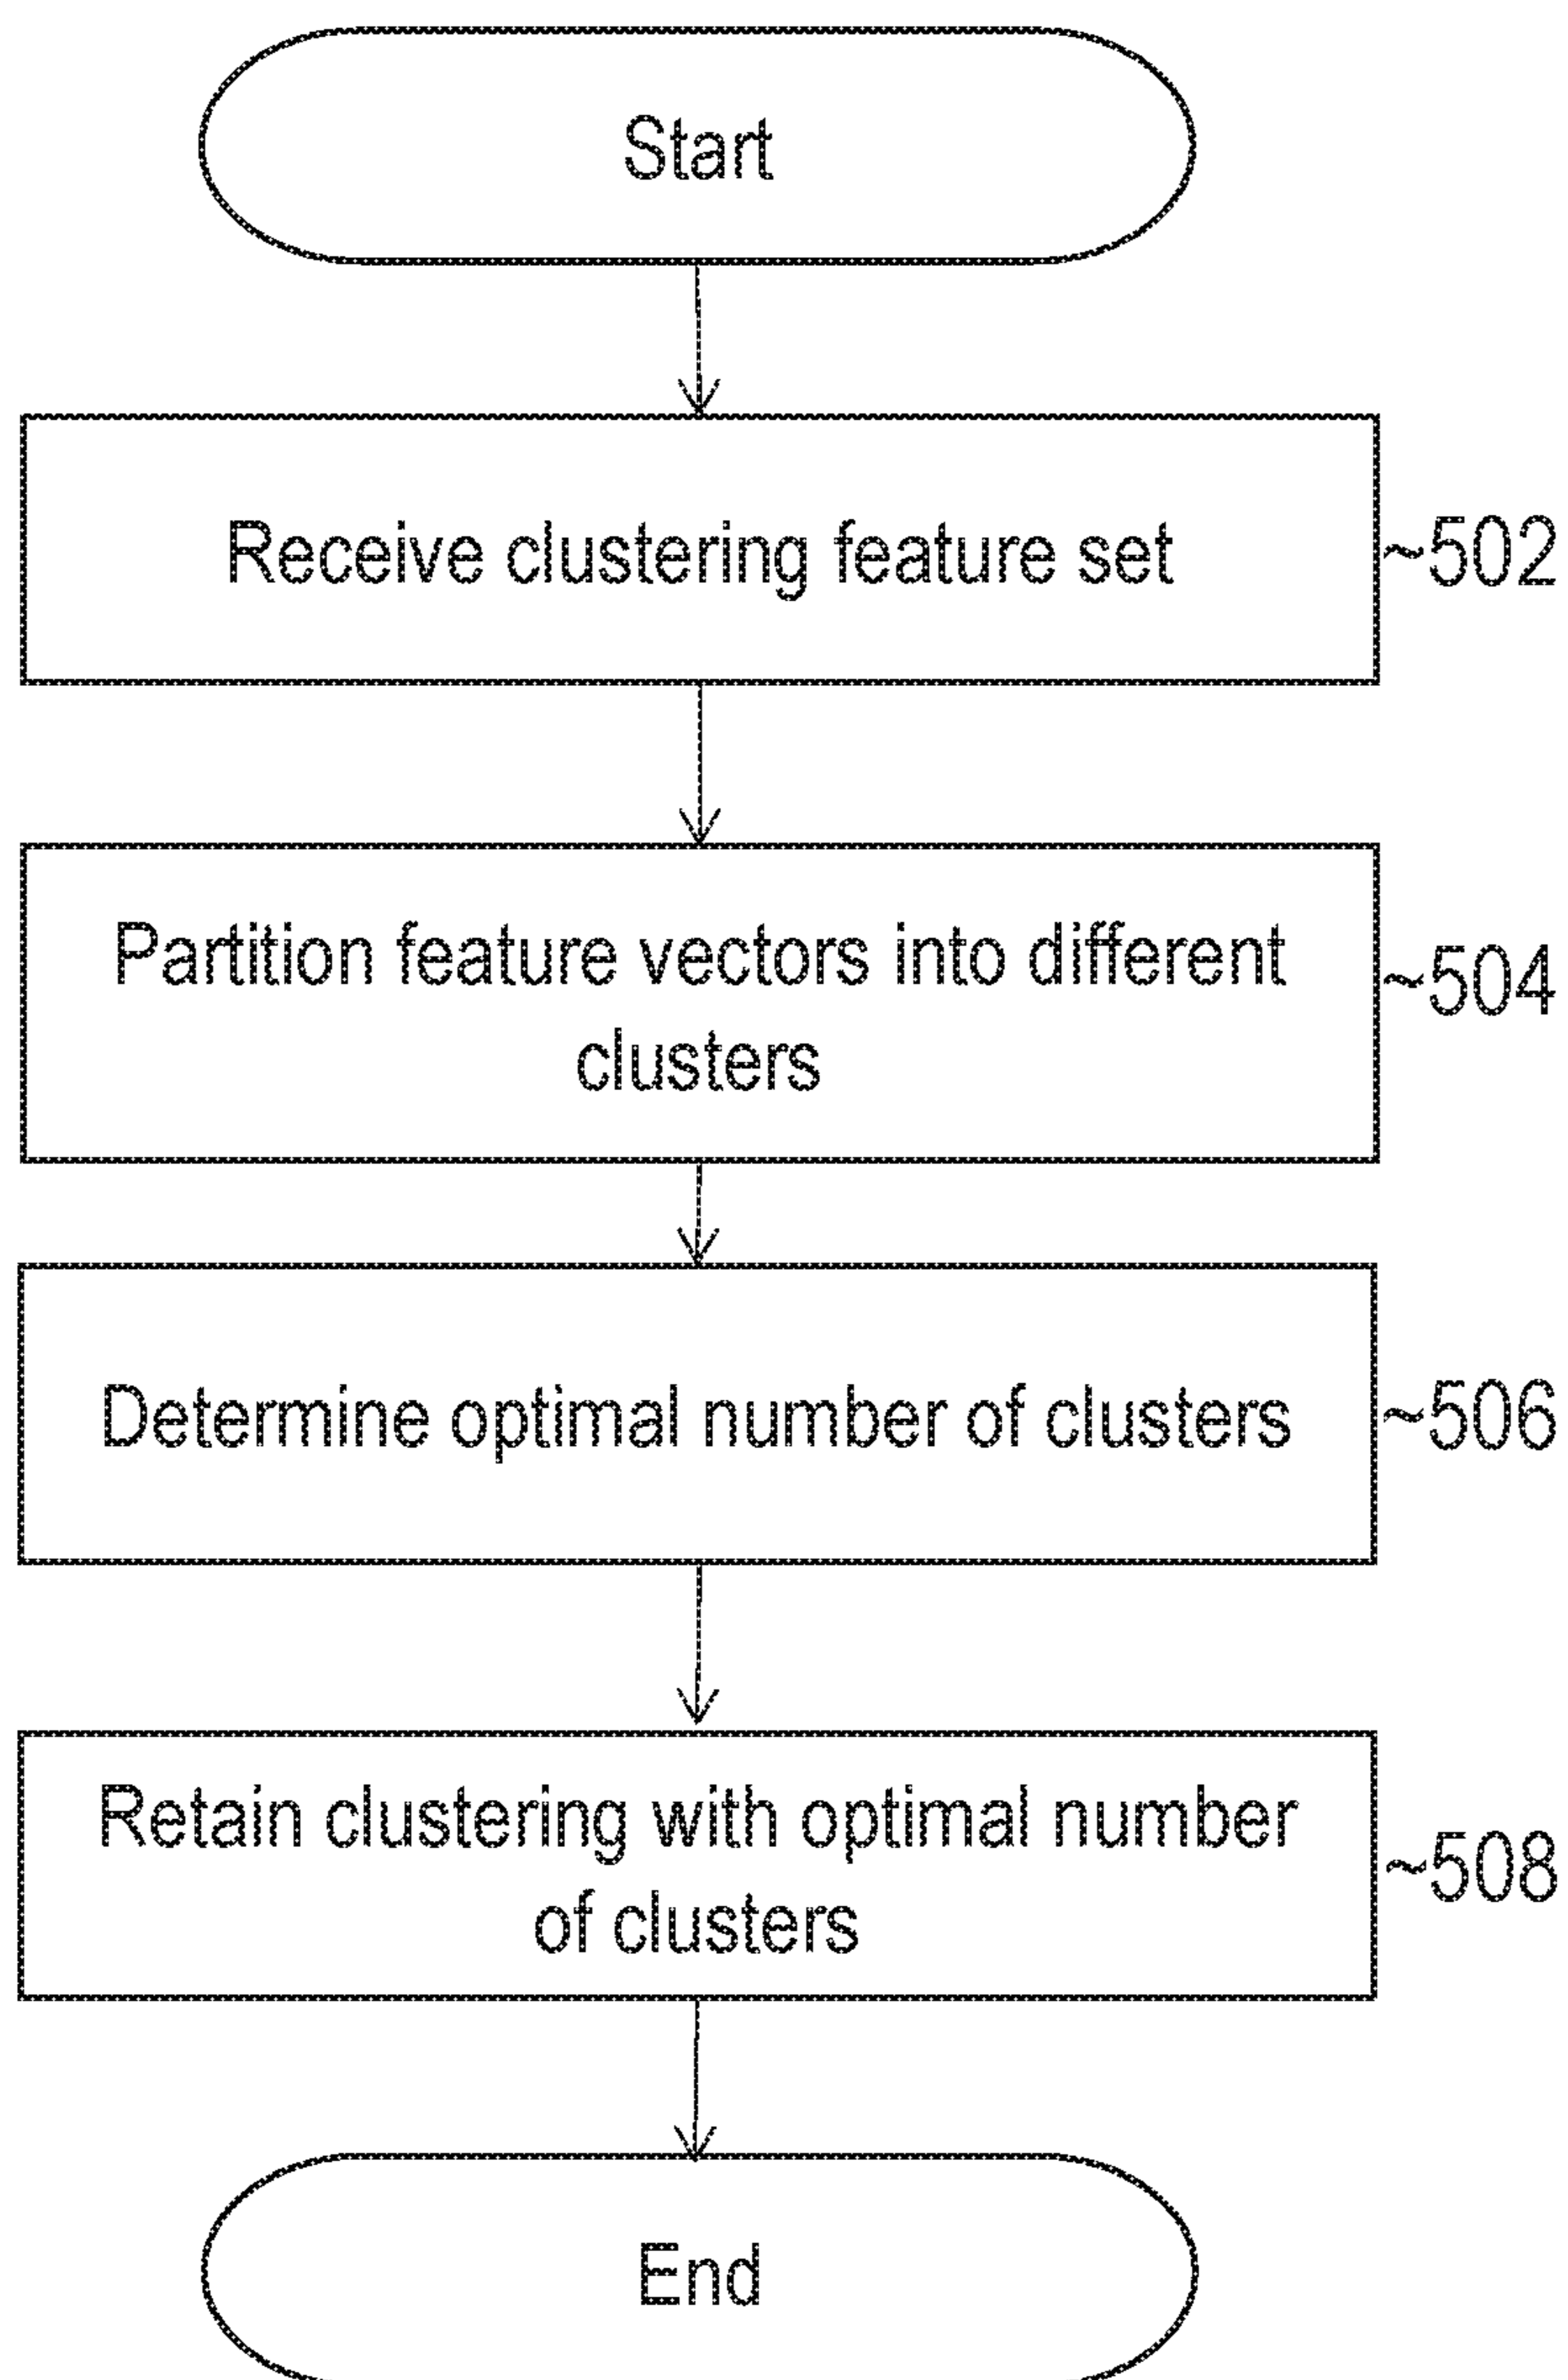 Start
Receive clustering feature set
~502
Partition feature vectors into different
clusters
~504
Determine optimal number of clusters
~506
Retain clustering with optimal number
of clusters
~508
End